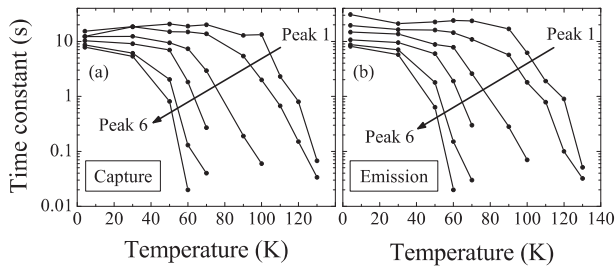 Time constant (s)
10
1
0.1
0.01
(a)
Peak 1
Peak 6
Capture
0 20 40 60 80 100 120
Temperature (K)
(b)
Peak 1
Peak 6
Emission
0 20 40 60 80 100 120 140
Temperature (K)